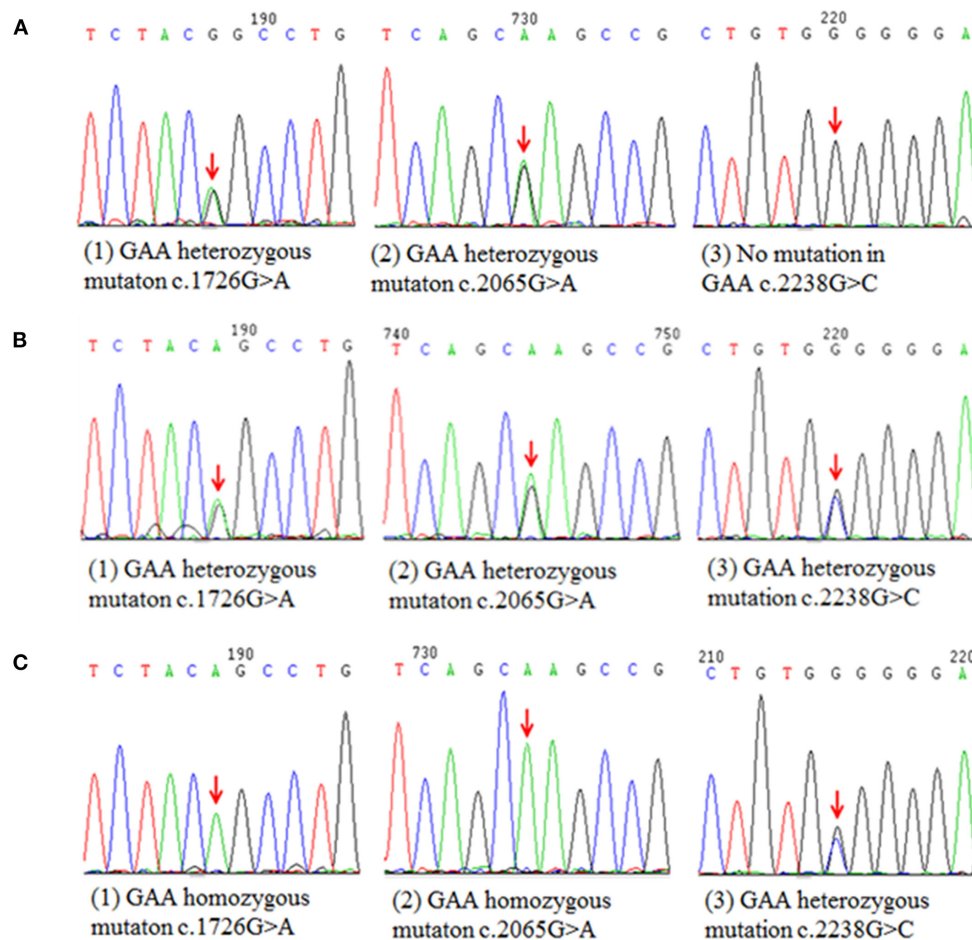 A
190
T C T A C G G C C T G
730
T C A G C A A G C C G
220
C T G T G G G G G G A
(1) GAA heterozygous
mutaton c.1726G>A
(2) GAA heterozygous
mutaton c.2065G>A
(3) No mutation in
GAA c.2238G>C
B
190
T C T A C A G C C T G
740 750
T C A G C A A G C C G
220
C T G T G G G G G G A
(1) GAA heterozygous
mutaton c.1726G>A
(2) GAA heterozygous
mutaton c.2065G>A
(3) GAA heterozygous
mutation c.2238G>C
C
190
T C T A C A G C C T G
730
T C A G C A A G C C G
210 220
C T G T G G G G G G A
(1) GAA homozygous
mutaton c.1726G>A
(2) GAA homozygous
mutaton c.2065G>A
(3) GAA heterozygous
mutation c.2238G>C